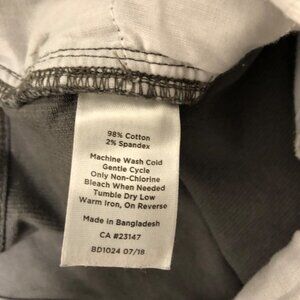 98% Cotton
2% Spandex
Machine Wash Cold
Gentle Cycle
Only Non-Chlorine
Bleach When Needed
Tumble Dry Low
Warm Iron, On Reverse
Made in Bangladesh
CA #23147
BD1024 07/18